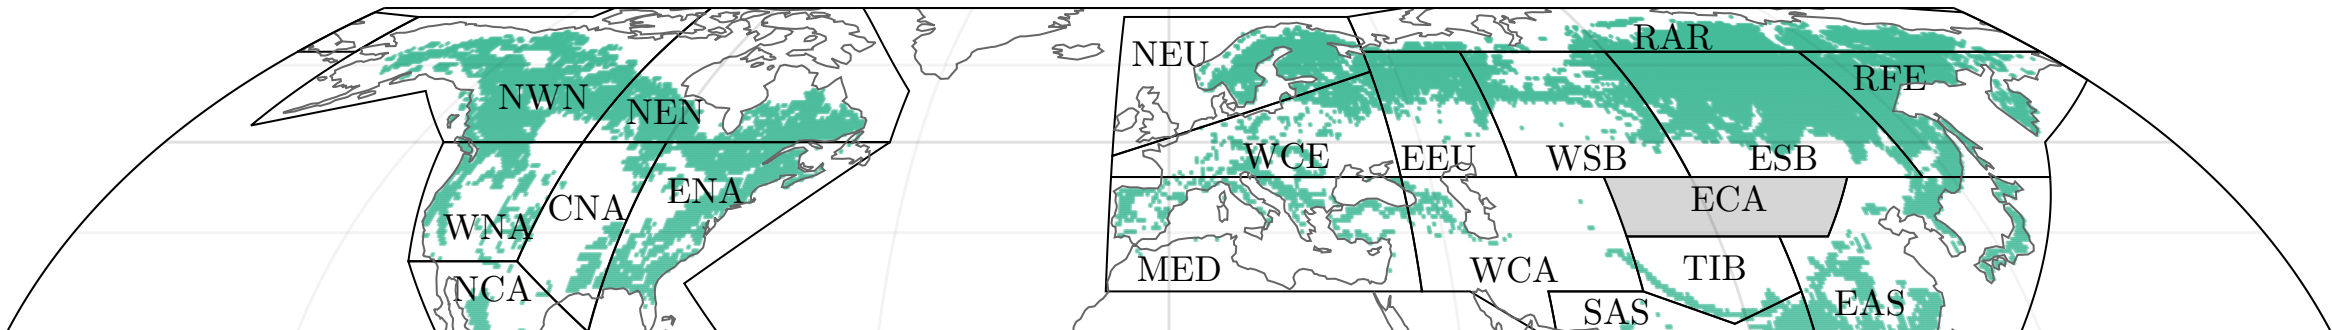 RAR
NEU
RFE
NWN
NEN
WCE
EEU
WSB
ESB
ENA
CNA
ECA
WNA
MED
WCA
TIB
NCA
EAS
SAS